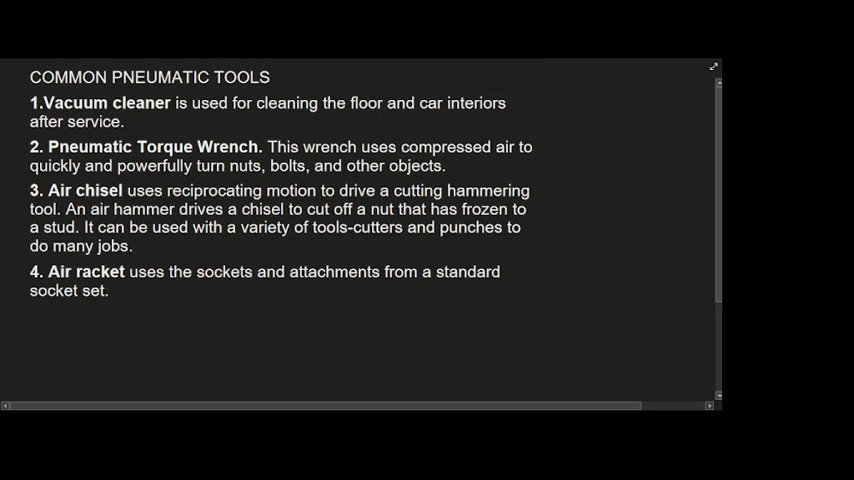 COMMON PNEUMATIC TOOLS
1.Vacuum cleaner is used for cleaning the floor and car interiors
after service.
2. Pneumatic Torque Wrench. This wrench uses compressed air to
quickly and powerfully turn nuts, bolts, and other objects.
3. Air chisel uses reciprocating motion to drive a cutting hammering
tool. An air hammer drives a chisel to cut off a nut that has frozen to
a stud. It can be used with a variety of tools-cutters and punches to
do many jobs.
4. Air racket uses the sockets and attachments from a standard
socket set.